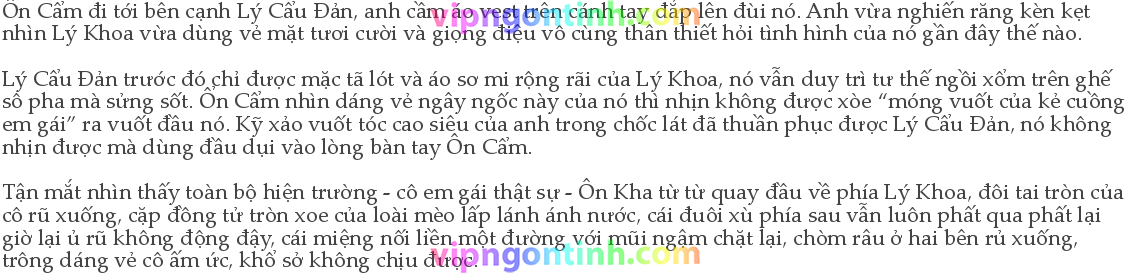 Ôn Cẩm đi tới bên cạnh Lý Cẩu Đản, anh cầm áo vest trên cánh tay đắp lên đùi nó. Anh vừa nghiến răng kèn kẹt
nhìn Lý Khoa vừa dùng vẻ mặt tươi cười và giọng điệu vô cùng thân thiết hỏi tình hình của nó gần đây thế nào.
Lý Cẩu Đản trước đó chỉ được mặc tã lót và áo sơ mi rộng rãi của Lý Khoa, nó vẫn duy trì tư thế ngồi xổm trên ghế
sô pha mà sửng sốt. Ôn Cẩm nhìn dáng vẻ ngây ngốc này của nó thì nhịn không được xòe “móng vuốt của kẻ cuồng
em gái” ra vuốt đầu nó. Kỹ xảo vuốt tóc cao siêu của anh trong chốc lát đã thuần phục được Lý Cẩu Đản, nó không
nhịn được mà dùng đầu dụi vào lòng bàn tay Ôn Cẩm.
Tận mắt nhìn thấy toàn bộ hiện trường - cô em gái thật sự - Ôn Kha từ từ quay đầu về phía Lý Khoa, đôi tai tròn của
cô rũ xuống, cặp đồng tử tròn xoe của loài mèo lấp lánh ánh nước, cái đuôi xù phía sau vẫn luôn phất qua phất lại
giờ lại ủ rũ không động đậy, cái miệng nối liền một đường với mũi ngậm chặt lại, chòm râu ở hai bên rủ xuống,
trông dáng vẻ cô ấm ức, khổ sở không chịu được.
vipngontinh.com
vipngontinh.com